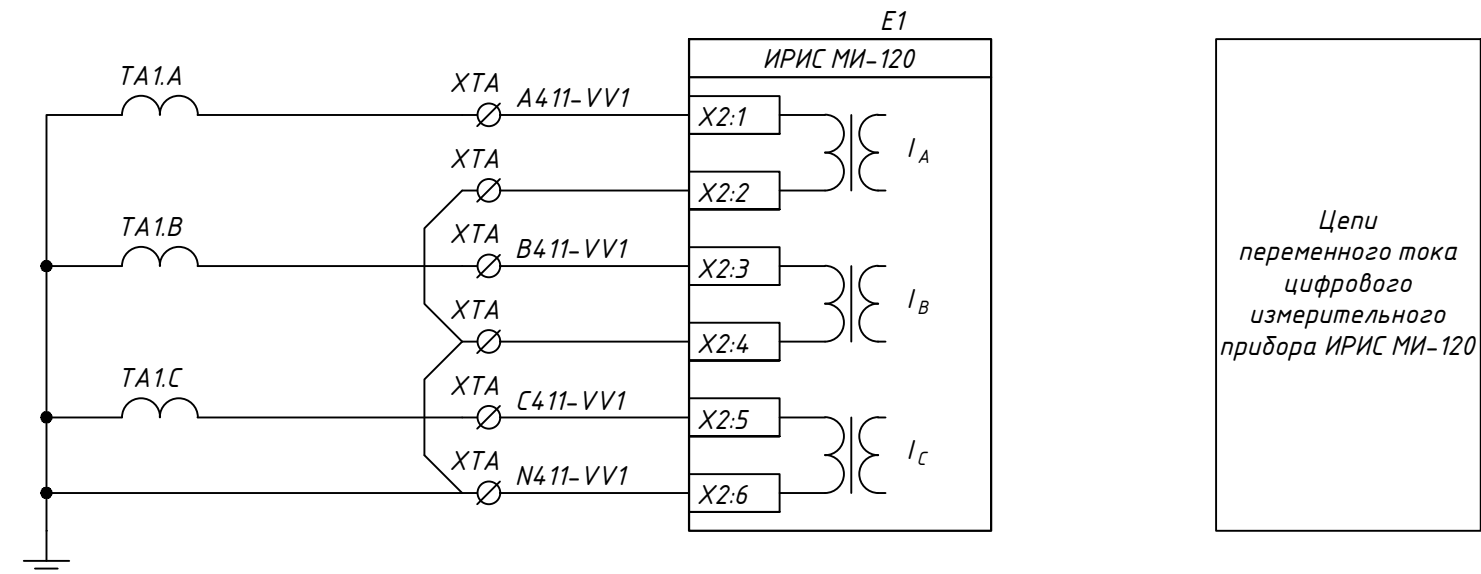 E1
ИРИС МИ-120
TA1.A
XTA
A411-VV1
X2:1
I A
XTA
X2:2
TA1.B
XTA
B411-VV1
X2:3
I B
XTA
X2:4
TA1.C
XTA
C411-VV1
X2:5
I C
XTA
N411-VV1
X2:6
Цепи
переменного тока
цифрового
измерительного
прибора ИРИС МИ-120